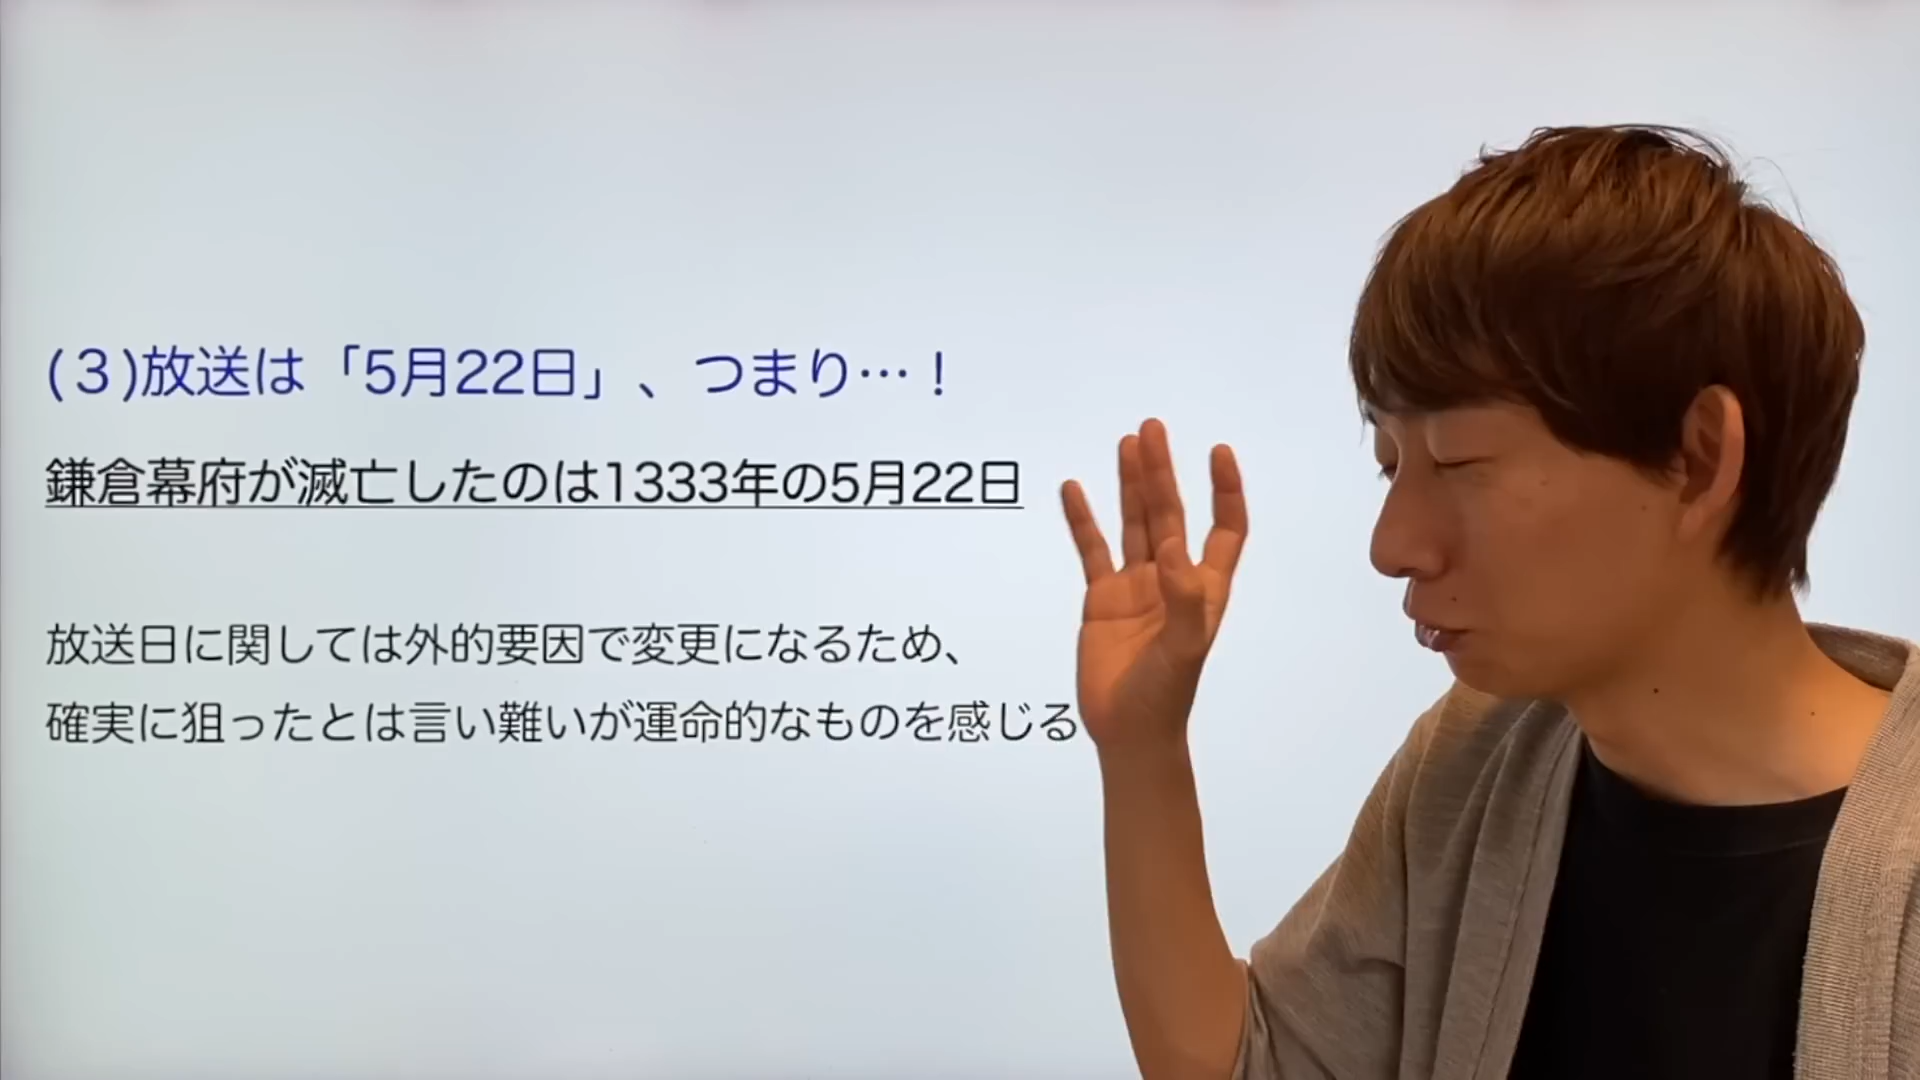 (３)放送は「5月22日」、つまり…！
鎌倉幕府が滅亡したのは1333年の5月22日
放送日に関しては外的要因で変更になるため、
確実に狙ったとは言い難いが運命的なものを感じる